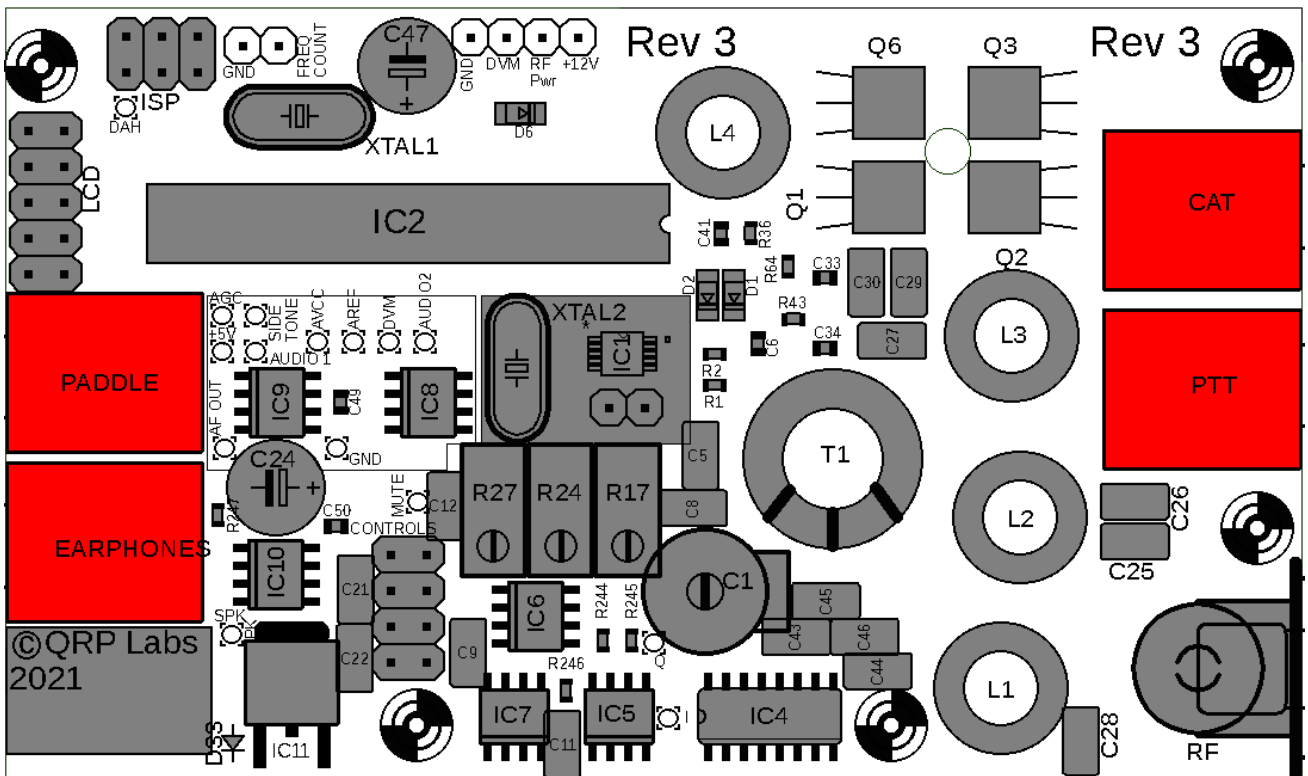 C47
FREQ
COUNT
GND
GND
DVM
RF
Pwr
+12V
Rev 3
Rev 3
Q6
Q3
ISP
DAH
XTAL1
D6
L4
LCD
IC2
CAT
Q1
C41
R36
Q2
R64
C33
C30
C29
D2
D1
AGC
SIDE
TONE
AVCC
AREF
DVM
AUDIO2
XTAL2
*
R43
+5V
AUDIO 1
IC1
C6
C34
C27
L3
PADDLE
R2
R1
PTT
AF OUT
IC9
C49
IC8
C24
+
GND
T1
C5
MUTE
C12
R27
R24
R17
C8
R247
C50
CONTROLS
L2
C26
C25
EARPHONES
IC10
C21
C1
IC6
R244
R245
C45
SPK
C43
C46
©QRP Labs
2021
C22
C9
Q
R246
C44
L1
D33
IC11
IC7
C11
IC5
I
IC4
C28
RF